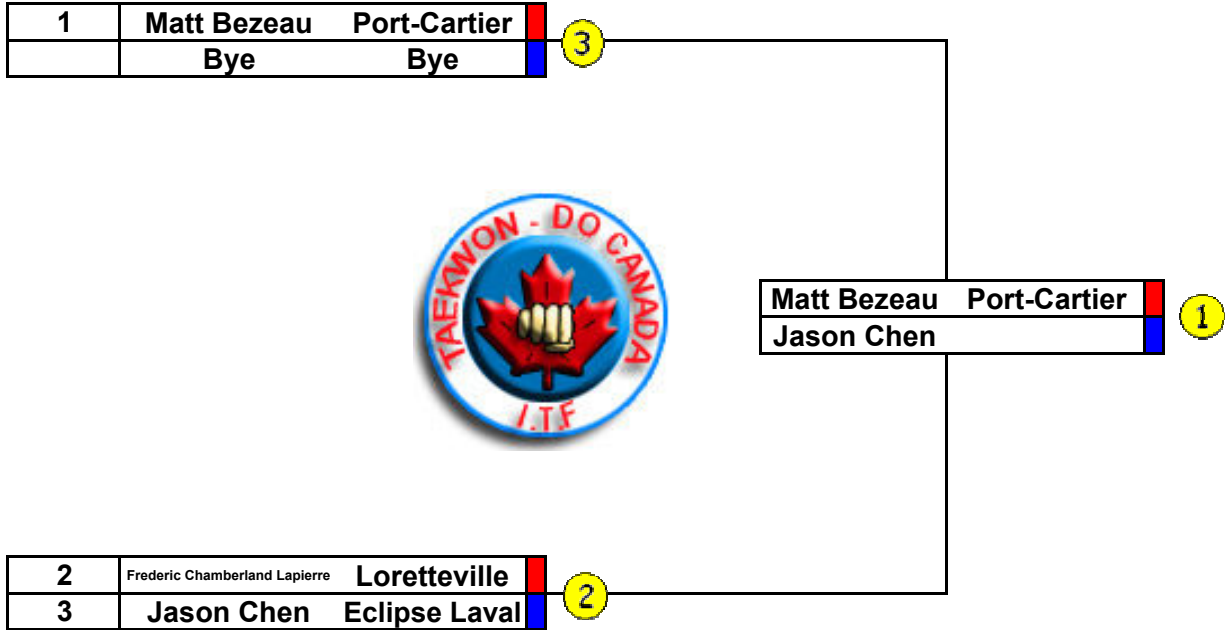 1 Matt Bezeau Port-Cartier
Bye Bye
3
TAEKWON - DO CANADA
I.T.F
Matt Bezeau Port-Cartier
Jason Chen
1
2 Frederic Chamberland Lapierre Loretteville
3 Jason Chen Eclipse Laval
2